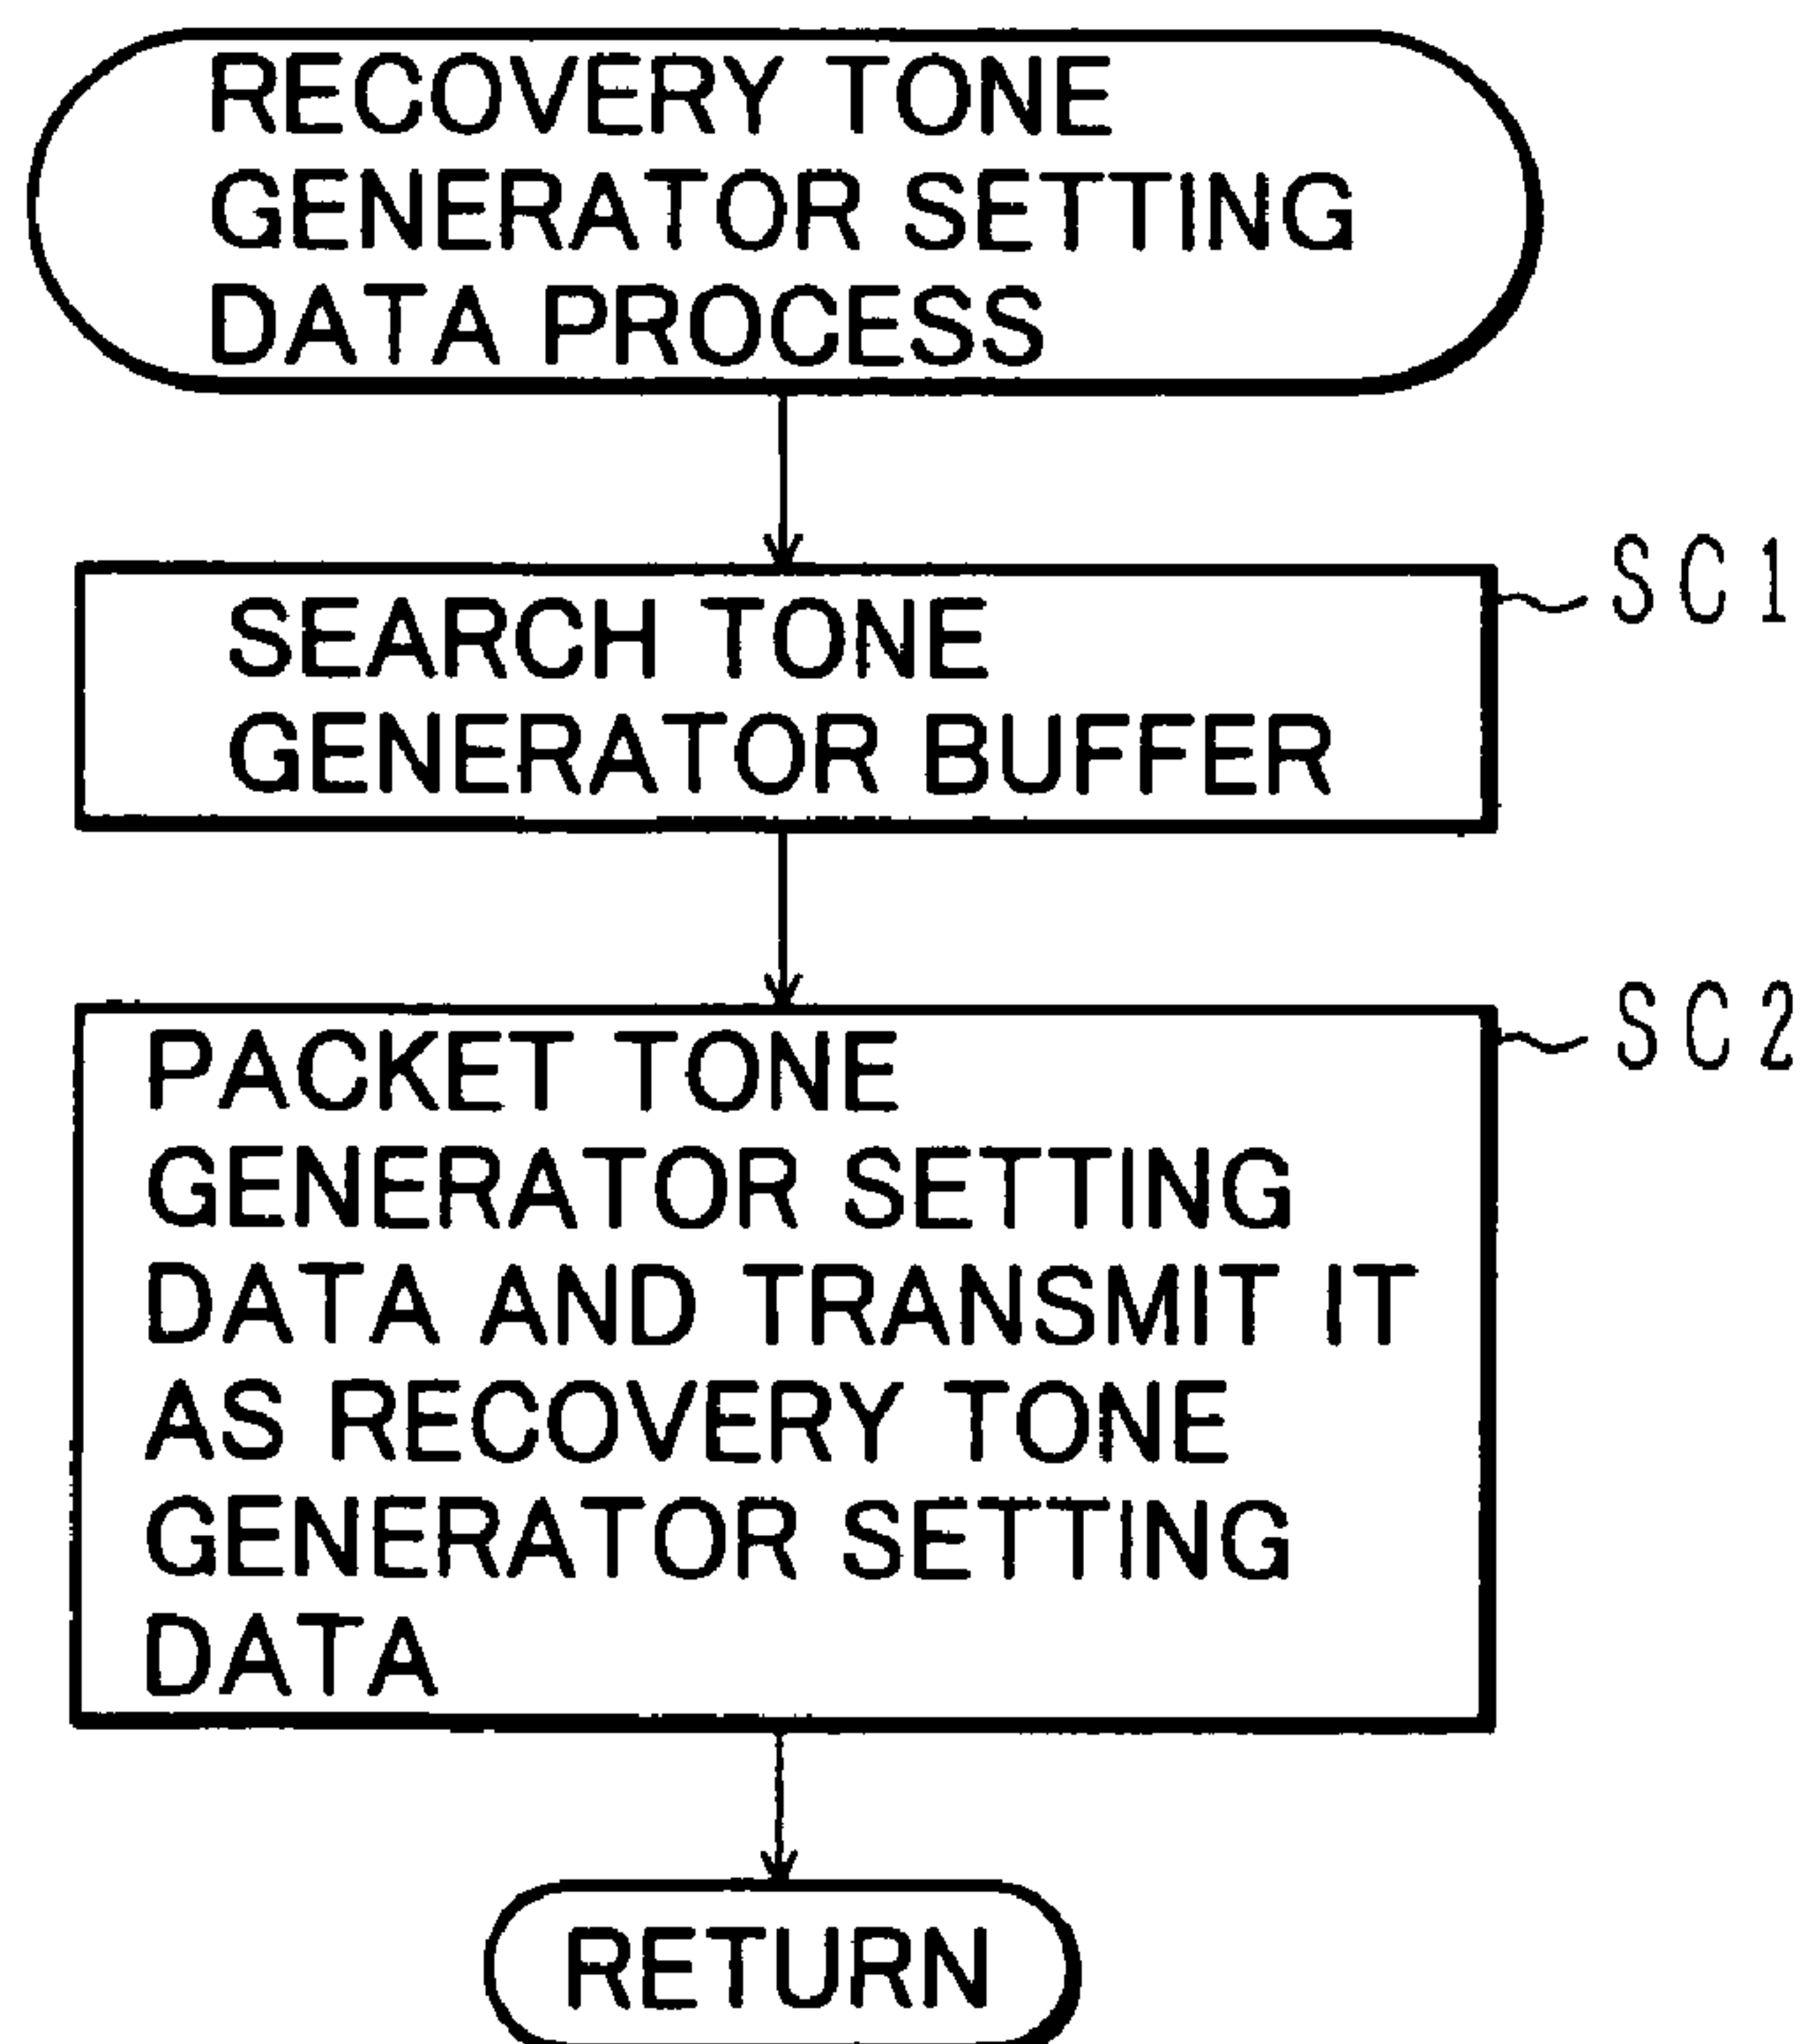 RECOVERY TONE
GENERATOR SETTING
DATA PROCESS
SC1
SEARCH TONE
GENERATOR BUFFER
SC2
PACKET TONE
GENERATOR SETTING
DATA AND TRANSMIT IT
AS RECOVERY TONE
GENERATOR SETTING
DATA
RETURN